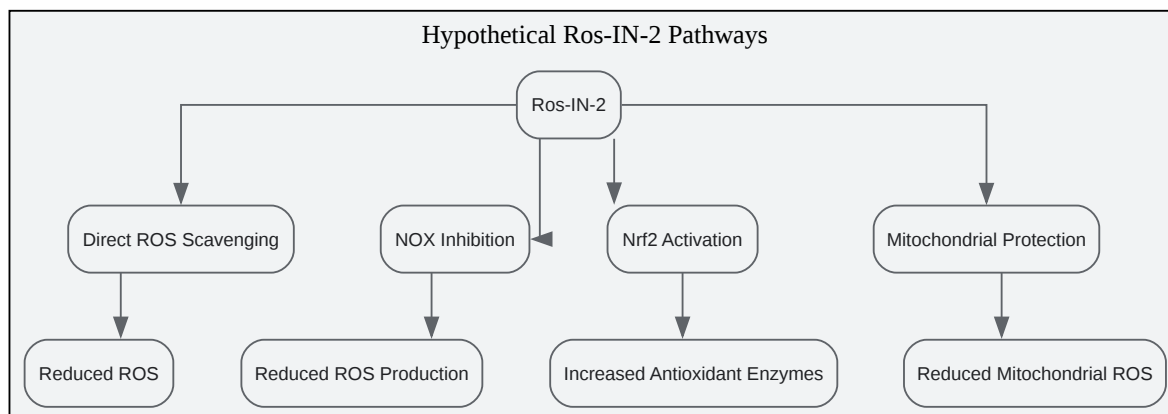 Hypothetical Ros-IN-2 Pathways
Ros-IN-2
Direct ROS Scavenging
NOX Inhibition
Nrf2 Activation
Mitochondrial Protection
Reduced ROS
Reduced ROS Production
Increased Antioxidant Enzymes
Reduced Mitochondrial ROS